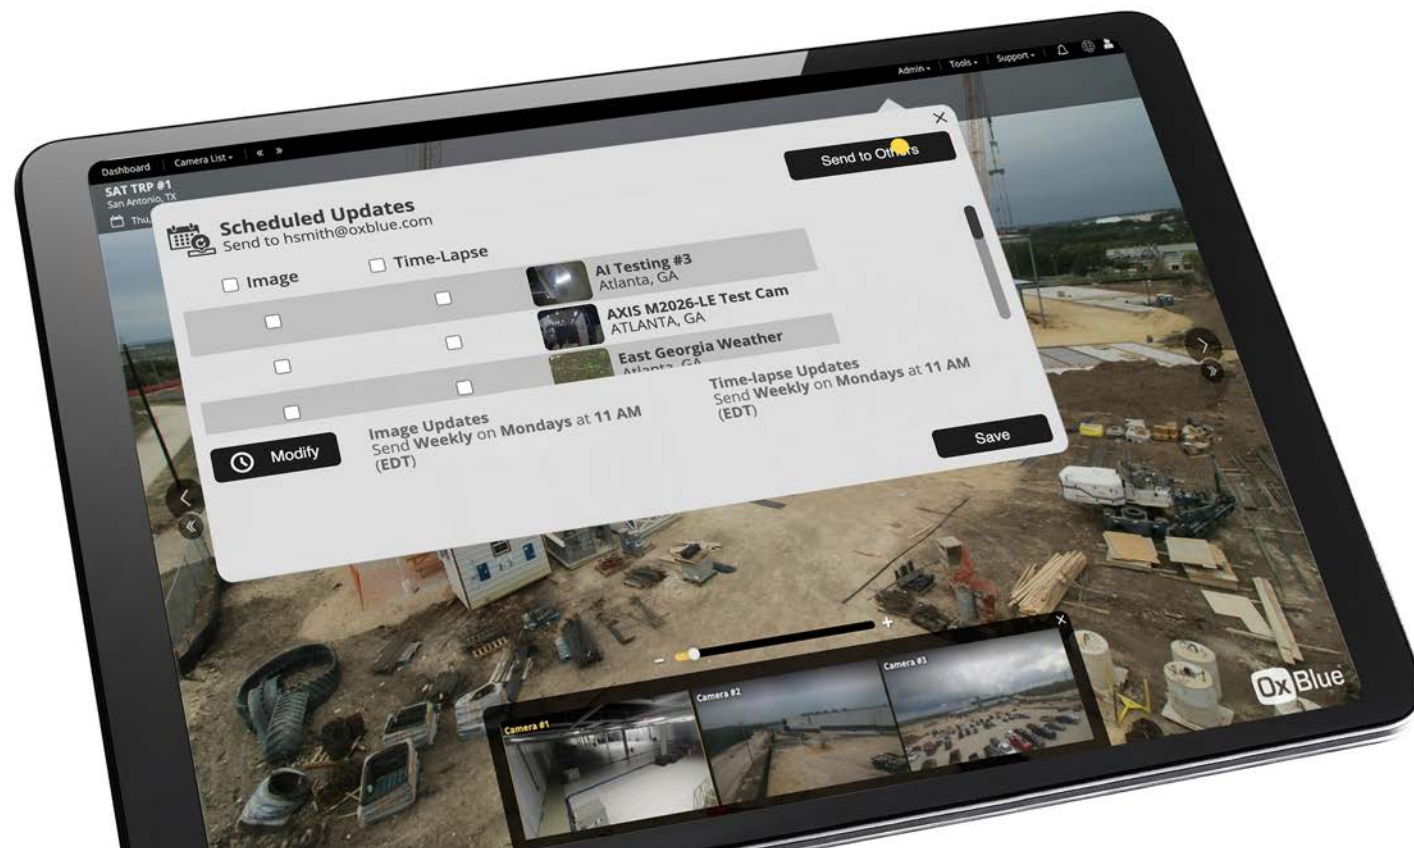 Dashboard Camera List « »
Admin Tools Support
SAT TRP #1
San Antonio, TX
Thu,
Send to Others
Scheduled Updates
Send to hsmith@oxblue.com
Image Time-Lapse
AI Testing #3
Atlanta, GA
AXIS M2026-LE Test Cam
ATLANTA, GA
East Georgia Weather
Atlanta, GA
Modify
Image Updates
Send Weekly on Mondays at 11 AM
(EDT)
Time-lapse Updates
Send Weekly on Mondays at 11 AM
(EDT)
Save
Camera #1
Camera #2
Camera #3
OxBlue